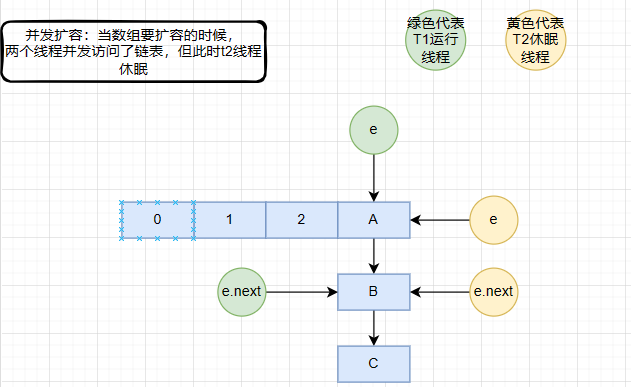 并发扩容：当数组要扩容的时候，
两个线程并发访问了链表，但此时t2线程
休眠
绿色代表
T1运行
线程
黄色代表
T2休眠
线程
e
0
1
2
A
e
e.next
B
e.next
C